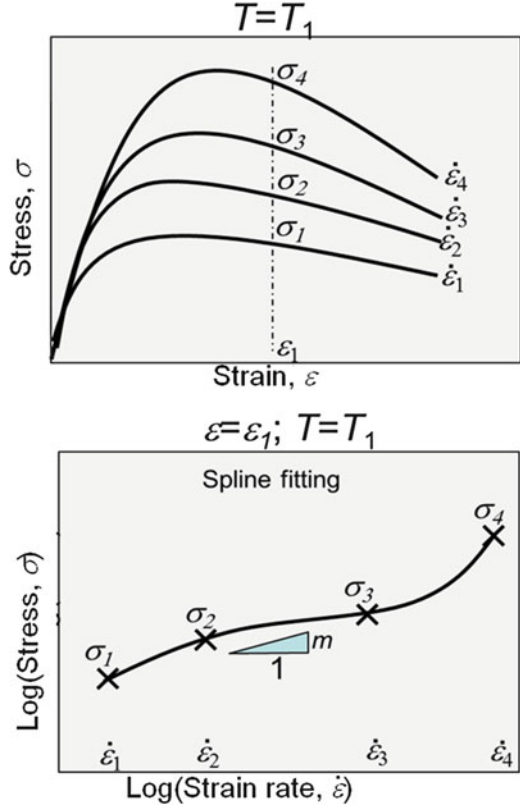 T=T₁
Stress, σ
σ₄
σ₃
σ₂
σ₁
ε̇₄
ε̇₃
ε̇₂
ε̇₁
ε₁
Strain, ε
ε=ε₁; T=T₁
Spline fitting
Log(Stress, σ)
σ₄
σ₃
σ₂
σ₁
m
1
ε̇₁ ε̇₂ ε̇₃ ε̇₄
Log(Strain rate, ε̇)